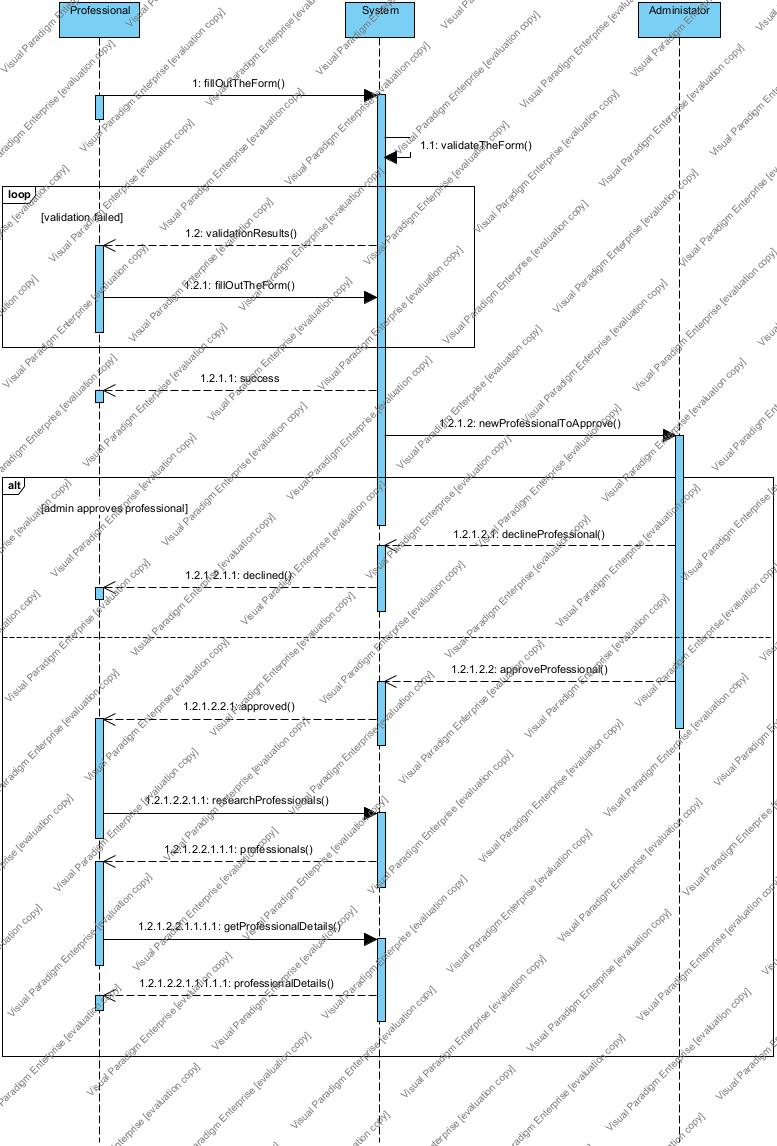 Professional
System
Administator
1: fillOutTheForm()
1.1: validateTheForm()
loop
[validation failed]
1.2: validationResults()
1.2.1: fillOutTheForm()
1.2.1.1: success
1.2.1.2: newProfessionalToApprove()
alt
[admin approves professional]
1.2.1.2.1: declineProfessional()
1.2.1.2.1.1: declined()
1.2.1.2.2: approveProfessional()
1.2.1.2.2.1: approved()
1.2.1.2.2.1.1: researchProfessionals()
1.2.1.2.2.1.1.1: professionals()
1.2.1.2.2.1.1.1.1: getProfessionalDetails()
1.2.1.2.2.1.1.1.1.1: professionalDetails()
Visual Paradigm Enterprise [evaluation copy]